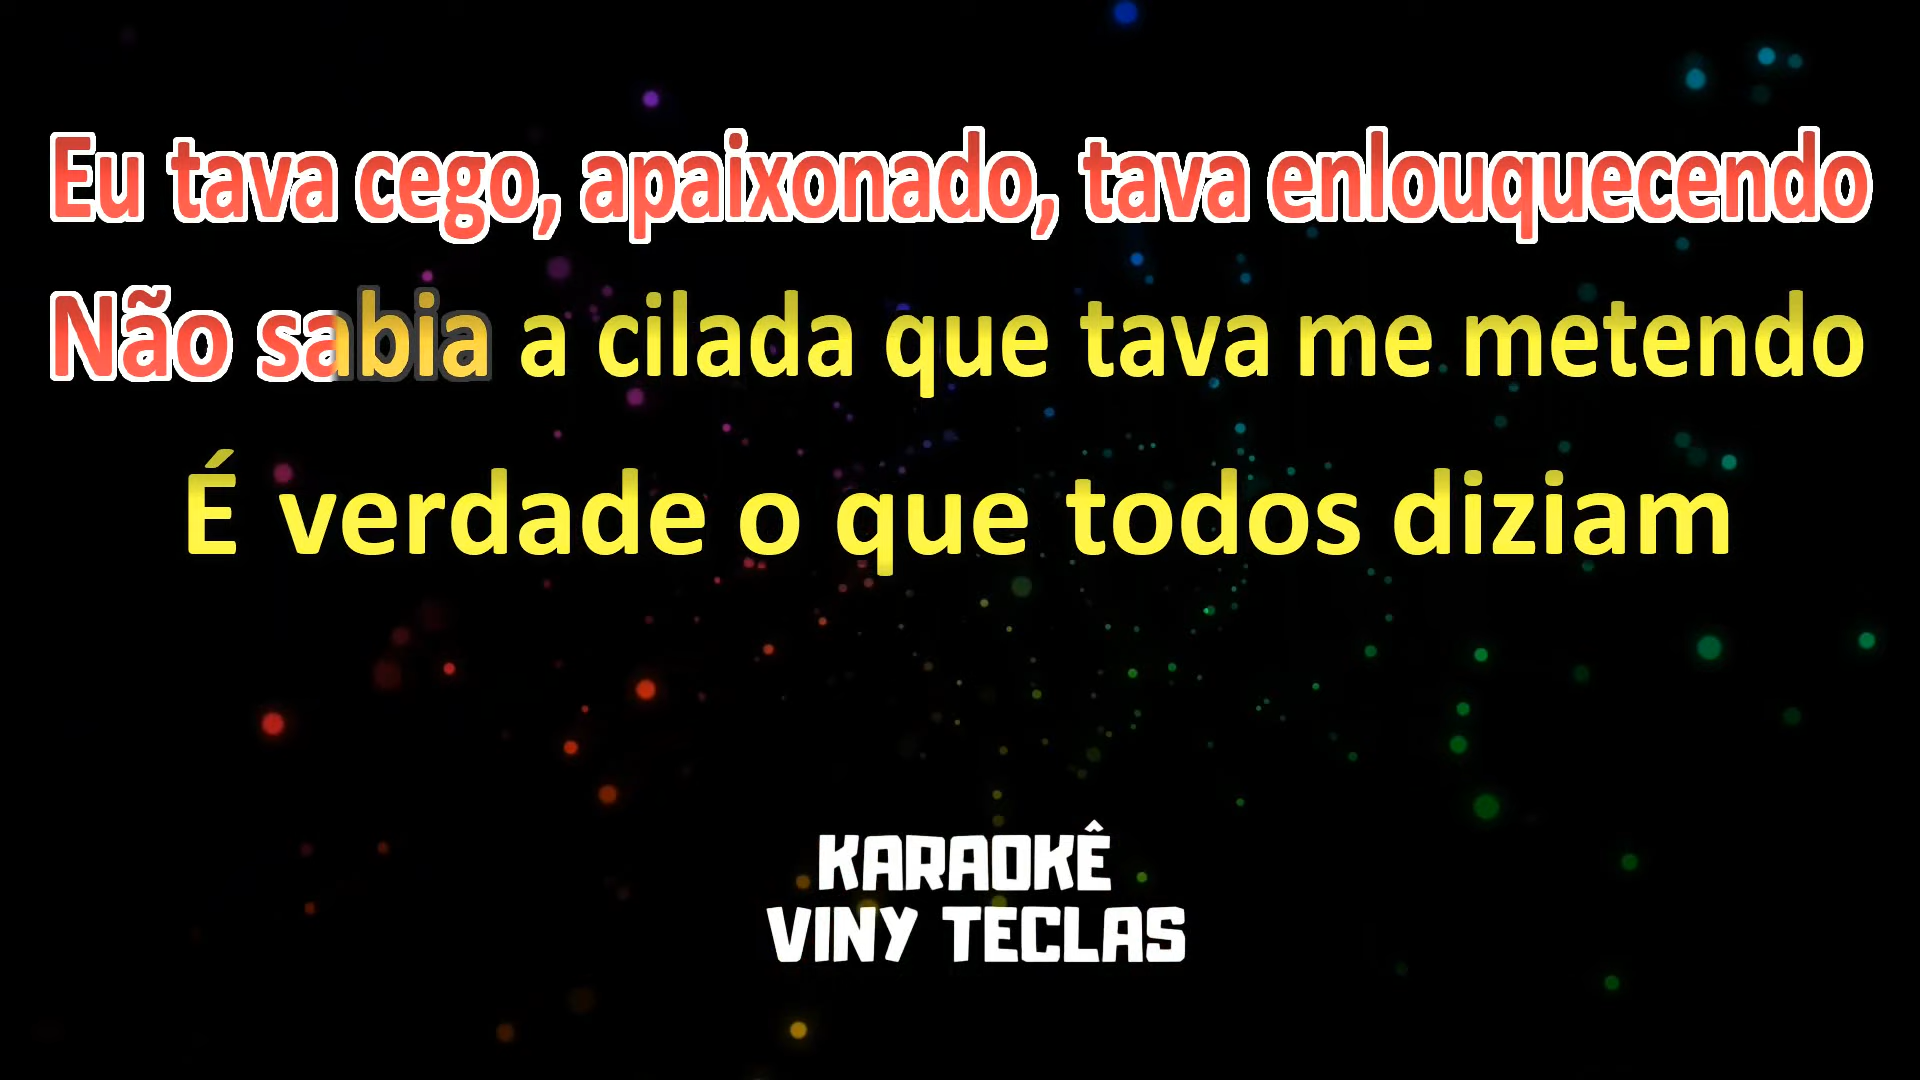 Eu tava cego, apaixonado, tava enlouquecendo
Não sabia a cilada que tava me metendo
É verdade o que todos diziam
KARAOKÊ
VINY TECLAS